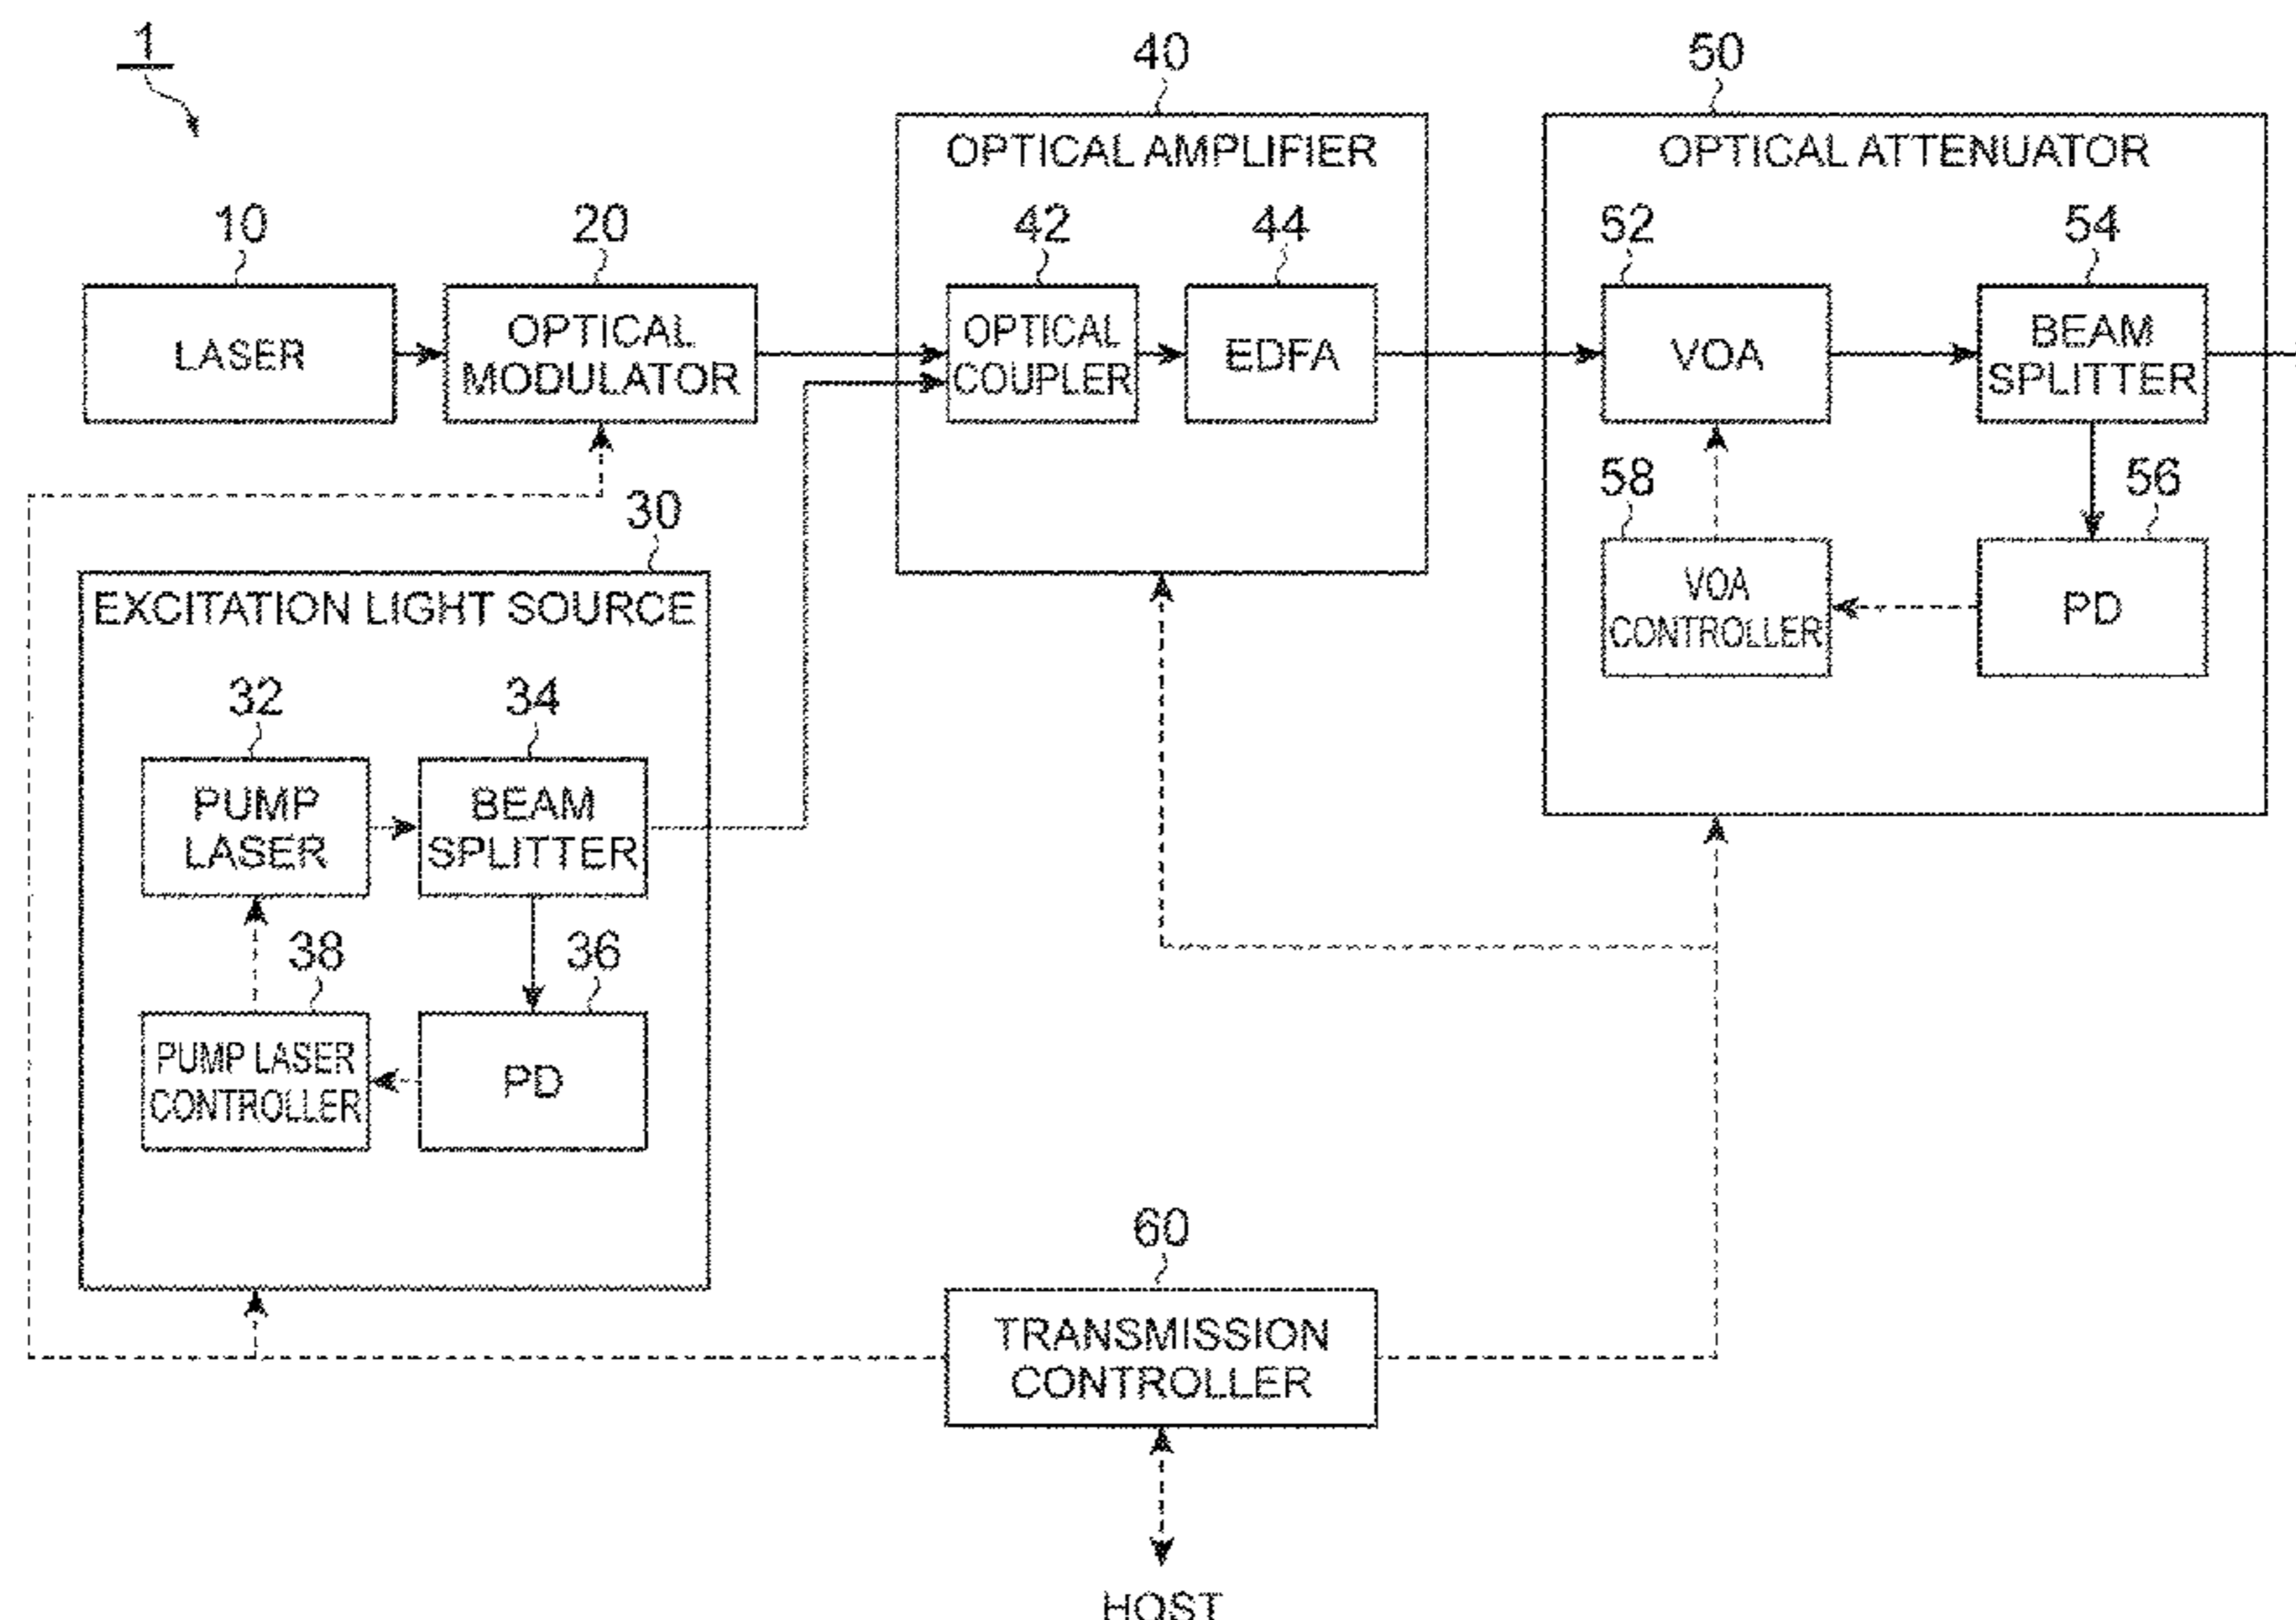 1
40
50
OPTICAL AMPLIFIER
OPTICAL ATTENUATOR
10
20
42
44
52
54
LASER
OPTICAL
MODULATOR
OPTICAL
COUPLER
EDFA
VOA
BEAM
SPLITTER
30
58
56
EXCITATION LIGHT SOURCE
VOA
CONTROLLER
PD
32
34
PUMP
LASER
BEAM
SPLITTER
38
36
PUMP LASER
CONTROLLER
PD
60
TRANSMISSION
CONTROLLER
HOST